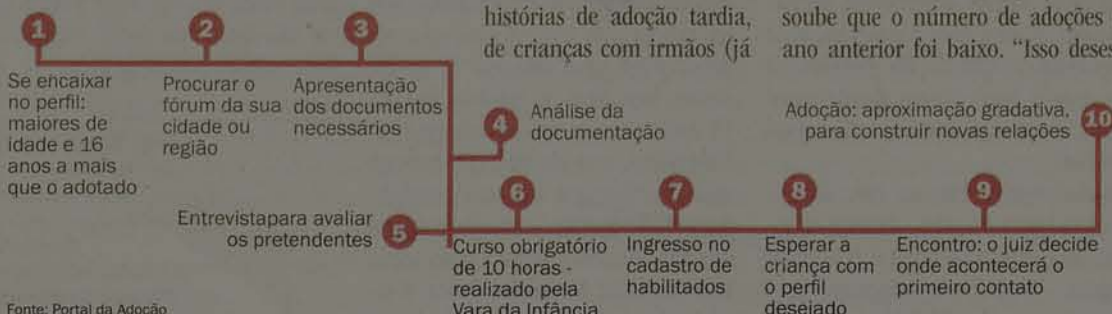 histórias de adoção tardia,
de crianças com irmãos (já
soube que o número de adoções
ano anterior foi baixo. “Isso
1
Se encaixar
no perfil:
maiores de
idade e 16
anos a mais
que o adotado
2
Procurar o
fórum da sua
cidade ou
região
3
Apresentação
dos documentos
necessários
4
Análise da
documentação
5
Entrevistapara avaliar
os pretendentes
6
Curso obrigatório
de 10 horas -
realizado pela
Vara da Infância
7
Ingresso no
cadastro de
habilitados
8
Esperar a
criança com
o perfil
desejado
9
Encontro: o juiz decide
onde acontecerá o
primeiro contato
10
Adoção: aproximação gradativa,
para construir novas relações
Fonte: Portal da Adoção